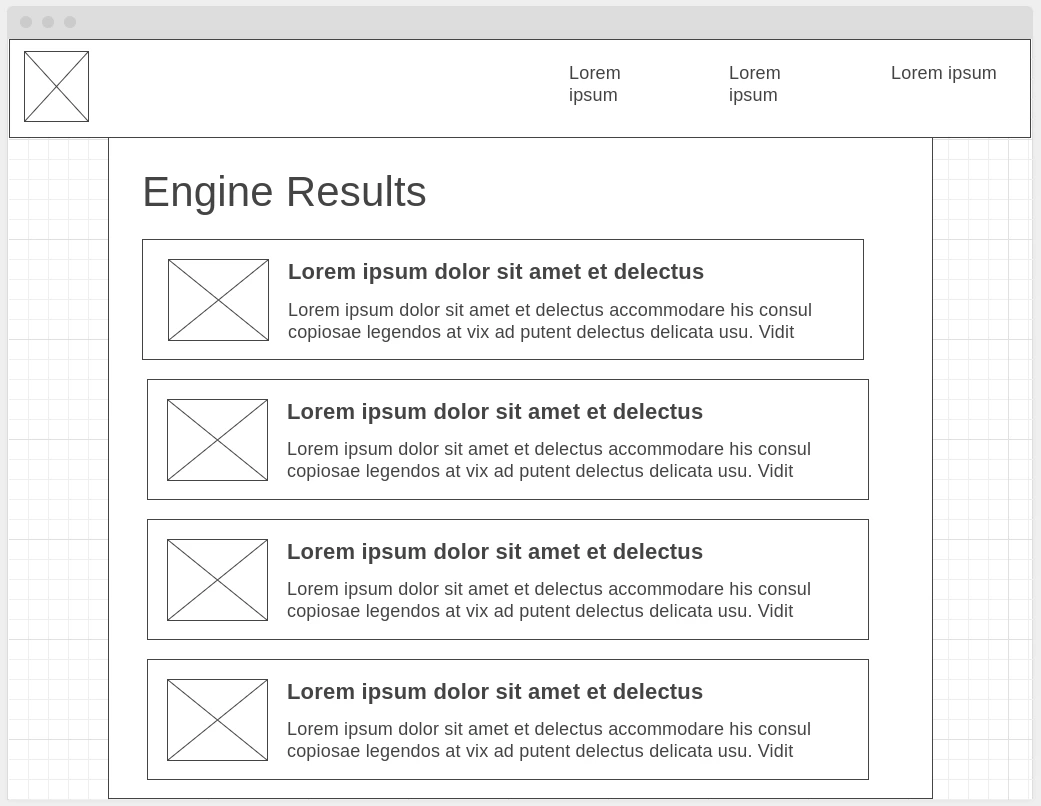 Lorem
ipsum
Lorem
ipsum
Lorem ipsum
Engine Results
Lorem ipsum dolor sit amet et delectus
Lorem ipsum dolor sit amet et delectus accommodare his consul
copiosae legendos at vix ad putent delectus delicata usu. Vidit
Lorem ipsum dolor sit amet et delectus
Lorem ipsum dolor sit amet et delectus accommodare his consul
copiosae legendos at vix ad putent delectus delicata usu. Vidit
Lorem ipsum dolor sit amet et delectus
Lorem ipsum dolor sit amet et delectus accommodare his consul
copiosae legendos at vix ad putent delectus delicata usu. Vidit
Lorem ipsum dolor sit amet et delectus
Lorem ipsum dolor sit amet et delectus accommodare his consul
copiosae legendos at vix ad putent delectus delicata usu. Vidit